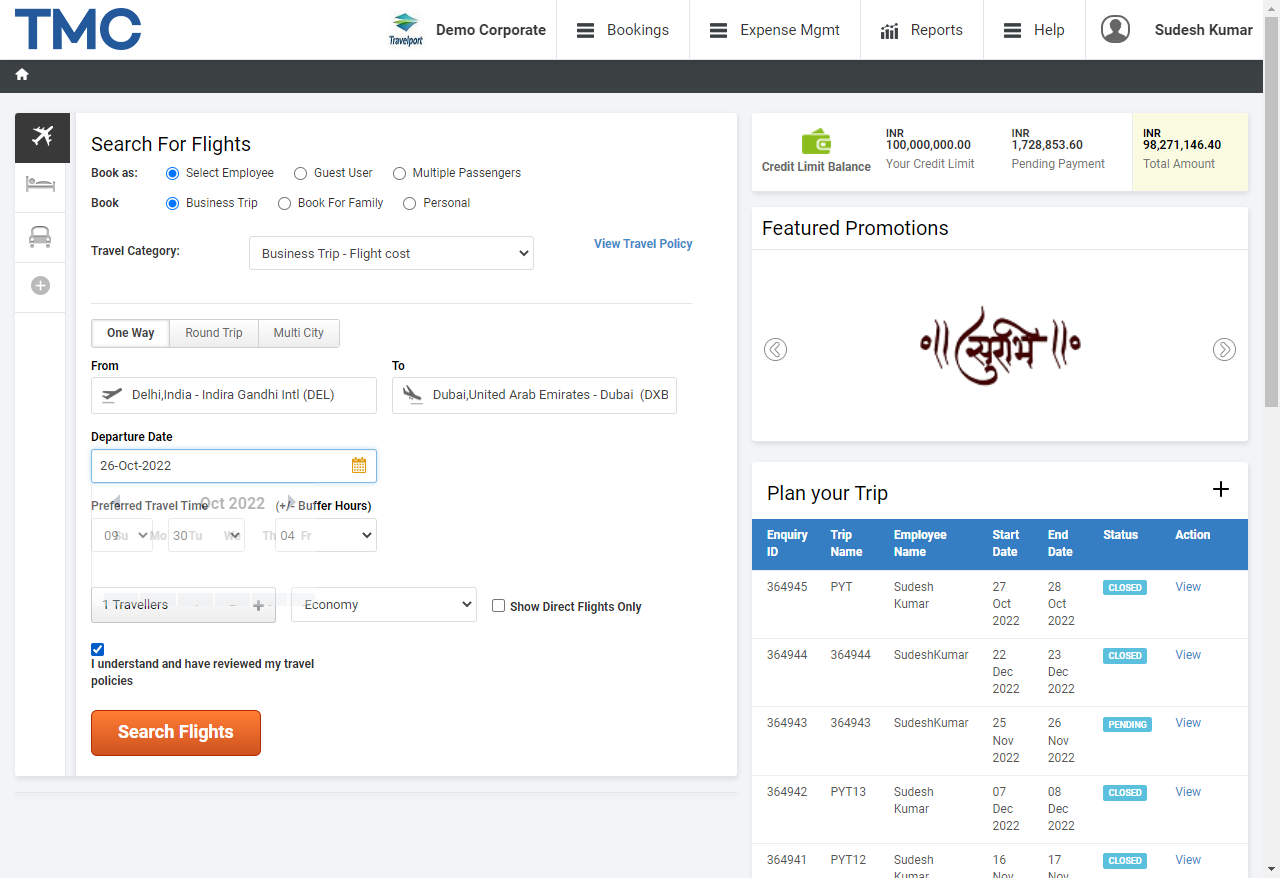 TMC
Travelport
Demo Corporate
Bookings
Expense Mgmt
Reports
Help
Sudesh Kumar
Search For Flights
Book as:
Select Employee
Guest User
Multiple Passengers
Book
Business Trip
Book For Family
Personal
Travel Category:
Business Trip - Flight cost
View Travel Policy
One Way
Round Trip
Multi City
From
To
Delhi,India - Indira Gandhi Intl (DEL)
Dubai,United Arab Emirates - Dubai (DXB
Departure Date
26-Oct-2022
Oct 2022
Preferred Travel Time
(+/- Buffer Hours)
09
30
04
Su Mo Tu We Th Fr
1 Travellers
Economy
Show Direct Flights Only
I understand and have reviewed my travel
policies
Search Flights
Credit Limit Balance
INR
100,000,000.00
Your Credit Limit
INR
1,728,853.60
Pending Payment
INR
98,271,146.40
Total Amount
Featured Promotions
सुरभि
Plan your Trip
Enquiry ID Trip Name Employee Name Start Date End Date Status Action
364945 PYT Sudesh Kumar 27 Oct 2022 28 Oct 2022 CLOSED View
364944 364944 SudeshKumar 22 Dec 2022 23 Dec 2022 CLOSED View
364943 364943 SudeshKumar 25 Nov 2022 26 Nov 2022 PENDING View
364942 PYT13 Sudesh Kumar 07 Dec 2022 08 Dec 2022 CLOSED View
364941 PYT12 Sudesh Kumar 16 Nov 17 Nov CLOSED View